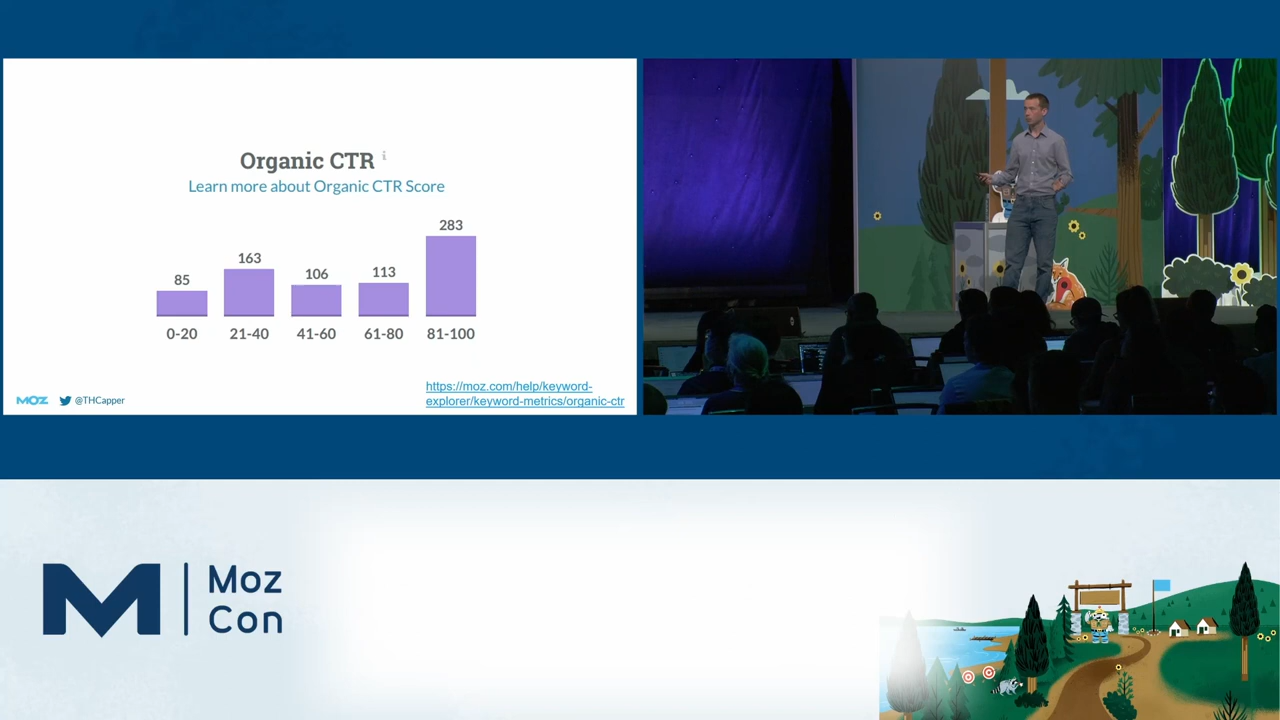 Organic CTR i
Learn more about Organic CTR Score
85
163
106
113
283
0-20
21-40
41-60
61-80
81-100
https://moz.com/help/keyword-
explorer/keyword-metrics/organic-ctr
MOZ
@THCapper
M
Moz
Con